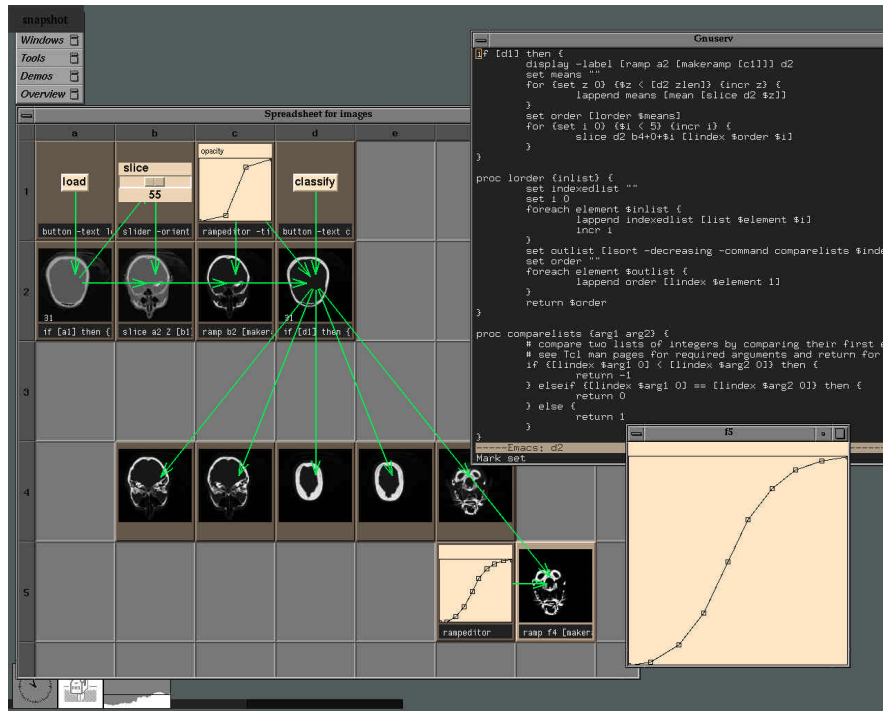 snapshot
Windows
Tools
Demos
Overview
Spreadsheet for images
a b c d e
1
load
slice
55
opacity
classify
button -text lo
slider -orient
rampeditor -ti
button -text c
2
31
31
if [a1] then {
slice a2 Z [b1]
ramp b2 [maker
if [d1] then {
3
4
5
rampeditor
ramp f4 [maker
Gnuserv
if [d1] then {
display -label [ramp a2 [makeramp [c1]]] d2
set means ""
for {set z 0} {$z < [d2 zlen]} {incr z} {
lappend means [mean [slice d2 $z]]
}
set order [lorder $means]
for {set i 0} {$i < 5} {incr i} {
slice d2 b4+0+$i [lindex $order $i]
}
}
proc lorder {inlist} {
set indexedlist ""
set i 0
foreach element $inlist {
lappend indexedlist [list $element $i]
incr i
}
set outlist [lsort -decreasing -command comparelists $inde
set order ""
foreach element $outlist {
lappend order [lindex $element 1]
}
return $order
}
proc comparelists {arg1 arg2} {
# compare two lists of integers by comparing their first e
# see Tcl man pages for required arguments and return for
if {[lindex $arg1 0] < [lindex $arg2 0]} then {
return -1
} elseif {[lindex $arg1 0] == [lindex $arg2 0]} then {
return 0
} else {
return 1
}
}
-----Emacs: d2
Mark set
f5